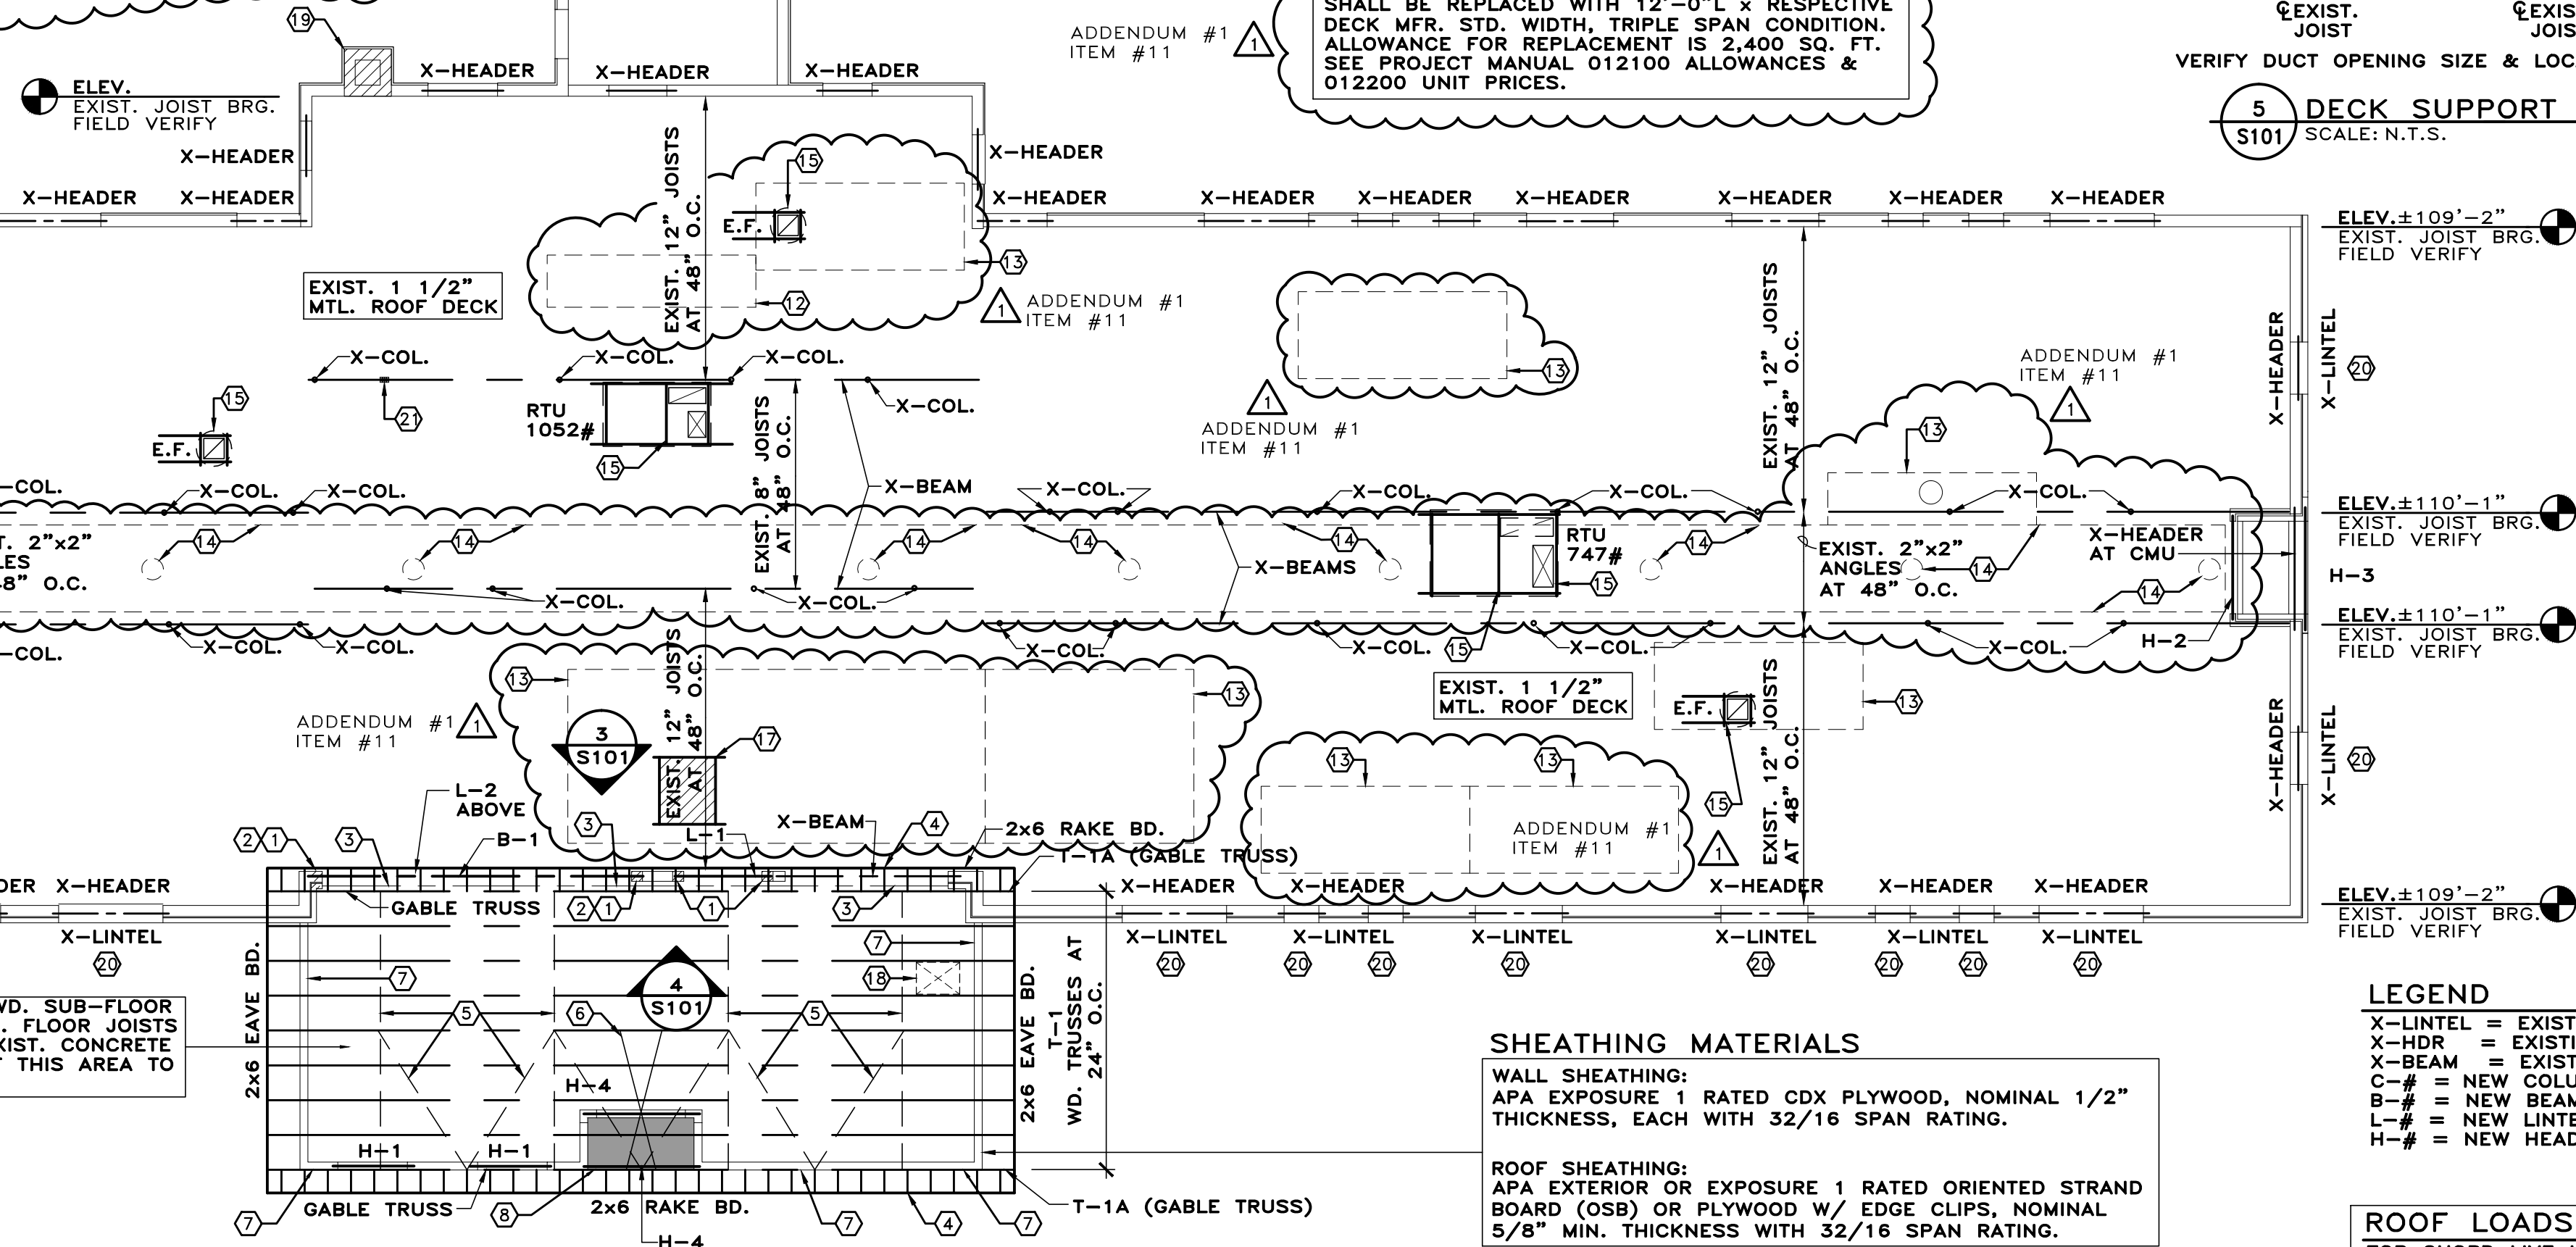 19
ADDENDUM #1
ITEM #11
1
SHALL BE REPLACED WITH 12'-0"L x RESPECTIVE
DECK MFR. STD. WIDTH, TRIPLE SPAN CONDITION.
ALLOWANCE FOR REPLACEMENT IS 2,400 SQ. FT.
SEE PROJECT MANUAL 012100 ALLOWANCES &
012200 UNIT PRICES.
℄EXIST.
JOIST
VERIFY DUCT OPENING SIZE &
5
S101
DECK SUPPORT
SCALE: N.T.S.
ELEV.
EXIST. JOIST BRG.
FIELD VERIFY
X-HEADER
X-HEADER
X-HEADER
X-HEADER
X-HEADER
X-HEADER
X-HEADER
X-HEADER
X-HEADER
X-HEADER
X-HEADER
X-HEADER
X-HEADER
X-HEADER
EXIST. 12" JOISTS
AT 48" O.C.
15
E.F.
13
12
1
ADDENDUM #1
ITEM #11
EXIST. 1 1/2"
MTL. ROOF DECK
ELEV.±109'-2"
EXIST. JOIST BRG.
FIELD VERIFY
13
1
ADDENDUM #1
ITEM #11
EXIST. 12" JOISTS
AT 48" O.C.
ADDENDUM #1
ITEM #11
1
13
X-HEADER
X-LINTEL
20
X-COL.
X-COL.
X-COL.
X-COL.
21
15
E.F.
RTU
1052#
15
EXIST. 8" JOISTS
AT 48" O.C.
X-BEAM
-COL.
X-COL.
X-COL.
X-COL.
X-COL.
X-COL.
X-COL.
14
14
14
14
14
14
14
14
T. 2"x2"
48" O.C.
X-BEAMS
RTU
747#
15
15
EXIST. 2"x2"
ANGLES
AT 48" O.C.
X-HEADER
AT CMU
H-3
H-2
ELEV.±110'-1"
EXIST. JOIST BRG.
FIELD VERIFY
ELEV.±110'-1"
EXIST. JOIST BRG.
FIELD VERIFY
X-COL.
X-COL.
-COL.
X-COL.
X-COL.
X-COL.
X-COL.
X-COL.
X-COL.
ADDENDUM #1
ITEM #11
1
13
13
3
S101
17
EXIST. 12" JOISTS
AT 48" O.C.
EXIST. 1 1/2"
MTL. ROOF DECK
E.F.
13
15
EXIST. 12" JOISTS
AT 48" O.C.
13
13
ADDENDUM #1
ITEM #11
1
X-HEADER
X-LINTEL
20
L-2
ABOVE
B-1
2
1
3
3
L-1
X-BEAM
4
2x6 RAKE BD.
T-1A (GABLE TRUSS)
X-HEADER
GABLE TRUSS
2
1
1
3
X-LINTEL
20
X-HEADER
X-HEADER
X-HEADER
X-HEADER
X-HEADER
X-LINTEL
X-LINTEL
X-LINTEL
X-LINTEL
X-LINTEL
X-LINTEL
20
20
20
20
20
20
20
20
ELEV.±109'-2"
EXIST. JOIST BRG.
FIELD VERIFY
2x6 EAVE BD.
7
7
18
4
S101
5
6
5
2x6 EAVE BD.
T-1
WD. TRUSSES AT
24" O.C.
WD. SUB-FLOOR
. FLOOR JOISTS
CONCRETE
THIS AREA TO
H-4
H-1
H-1
GABLE TRUSS
2x6 RAKE BD.
T-1A (GABLE TRUSS)
7
8
7
4
7
H-4
SHEATHING MATERIALS
WALL SHEATHING:
APA EXPOSURE 1 RATED CDX PLYWOOD, NOMINAL 1/2"
THICKNESS, EACH WITH 32/16 SPAN RATING.
ROOF SHEATHING:
APA EXTERIOR OR EXPOSURE 1 RATED ORIENTED STRAND
BOARD (OSB) OR PLYWOOD W/ EDGE CLIPS, NOMINAL
5/8" MIN. THICKNESS WITH 32/16 SPAN RATING.
LEGEND
X-LINTEL =
X-HDR =
X-BEAM =
C-# = NEW
B-# = NEW
L-# = NEW
H-# = NEW
ROOF LOADS